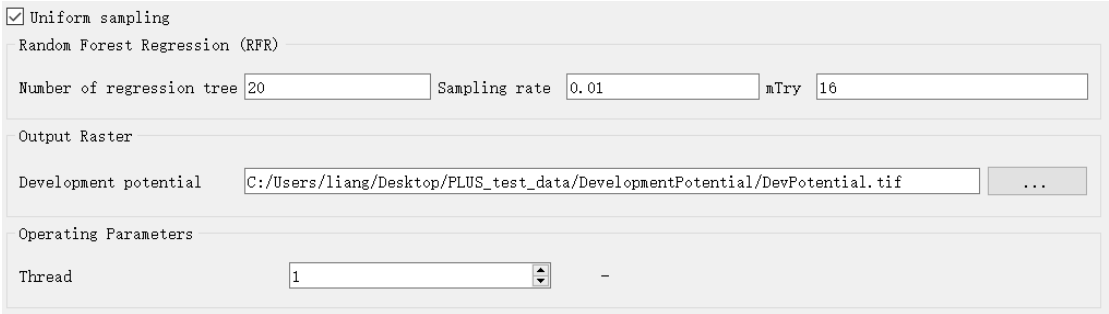 Uniform sampling
Random Forest Regression (RFR)
Number of regression tree 20 Sampling rate 0.01 mTry 16
Output Raster
Development potential C:/Users/liang/Desktop/PLUS_test_data/DevelopmentPotential/DevPotential.tif ...
Operating Parameters
Thread 1 -